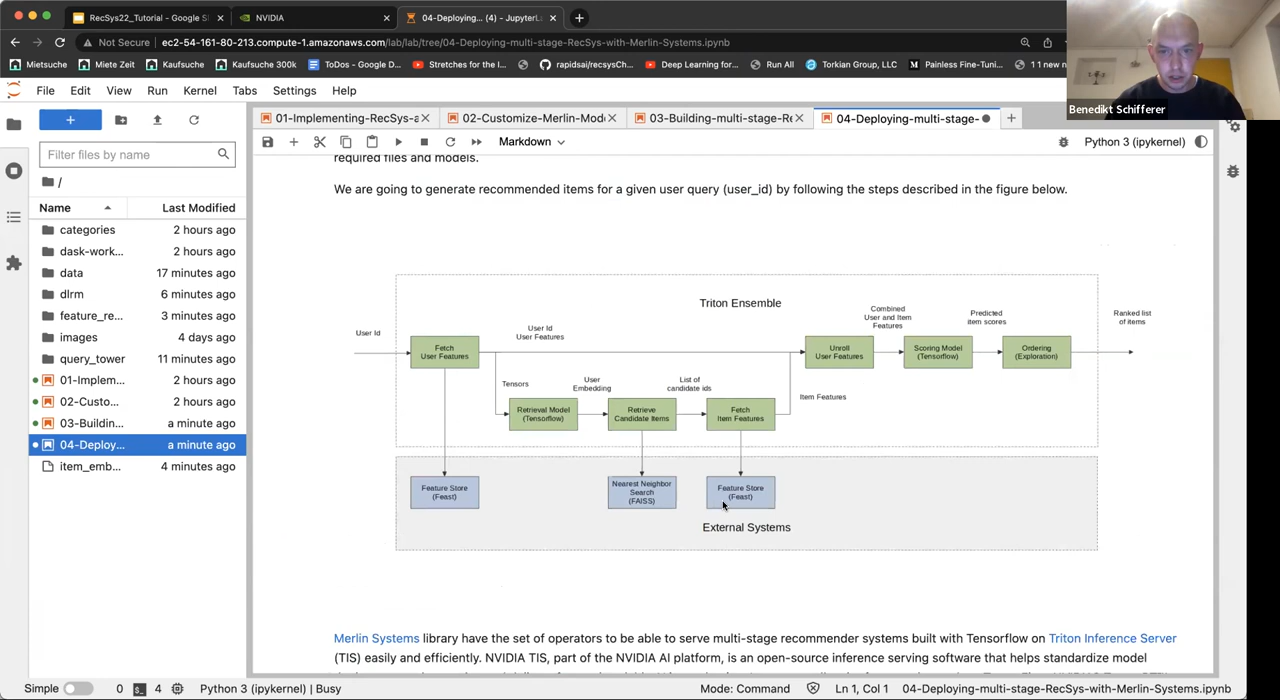 RecSys22_Tutorial - Google Sl
NVIDIA
04-Deploying... (4) - JupyterL
Not Secure | ec2-54-161-80-213.compute-1.amazonaws.com/lab/lab/tree/04-Deploying-multi-stage-RecSys-with-Merlin-Systems.ipynb
Mietsuche
Miete Zeit
Kaufsuche
Kaufsuche 300k
ToDos - Google D...
Stretches for the l...
rapidsai/recsysCh...
Deep Learning for...
Run All
Torkian Group, LLC
Painless Fine-Tuni...
1 1 new n
Benedikt Schifferer
File Edit View Run Kernel Tabs Settings Help
01-Implementing-RecSys-a
02-Customize-Merlin-Mod
03-Building-multi-stage-Re
04-Deploying-multi-stage-
Markdown
Python 3 (ipykernel)
Filter files by name
/
Name Last Modified
categories 2 hours ago
dask-work... 2 hours ago
data 17 minutes ago
dlrm 6 minutes ago
feature_re... 3 minutes ago
images 4 days ago
query_tower 11 minutes ago
01-Implem... 2 hours ago
02-Custo... 2 hours ago
03-Buildin... a minute ago
04-Deploy... a minute ago
item_emb... 4 minutes ago
required files and models.
We are going to generate recommended items for a given user query (user_id) by following the steps described in the figure below.
Triton Ensemble
User Id
Fetch
User Features
User Id
User Features
Combined
User and Item
Features
Predicted
item scores
Ranked list
of items
Unroll
User Features
Scoring Model
(Tensorflow)
Ordering
(Exploration)
Tensors
User
Embedding
List of
candidate ids
Item Features
Retrieval Model
(Tensorflow)
Retrieve
Candidate Items
Fetch
Item Features
Feature Store
(Feast)
Nearest Neighbor
Search
(FAISS)
Feature Store
(Feast)
External Systems
Merlin Systems library have the set of operators to be able to serve multi-stage recommender systems built with Tensorflow on Triton Inference Server
(TIS) easily and efficiently. NVIDIA TIS, part of the NVIDIA AI platform, is an open-source inference serving software that helps standardize model
Simple 0 4 Python 3 (ipykernel) | Busy
Mode: Command Ln 1, Col 1 04-Deploying-multi-stage-RecSys-with-Merlin-Systems.ipynb